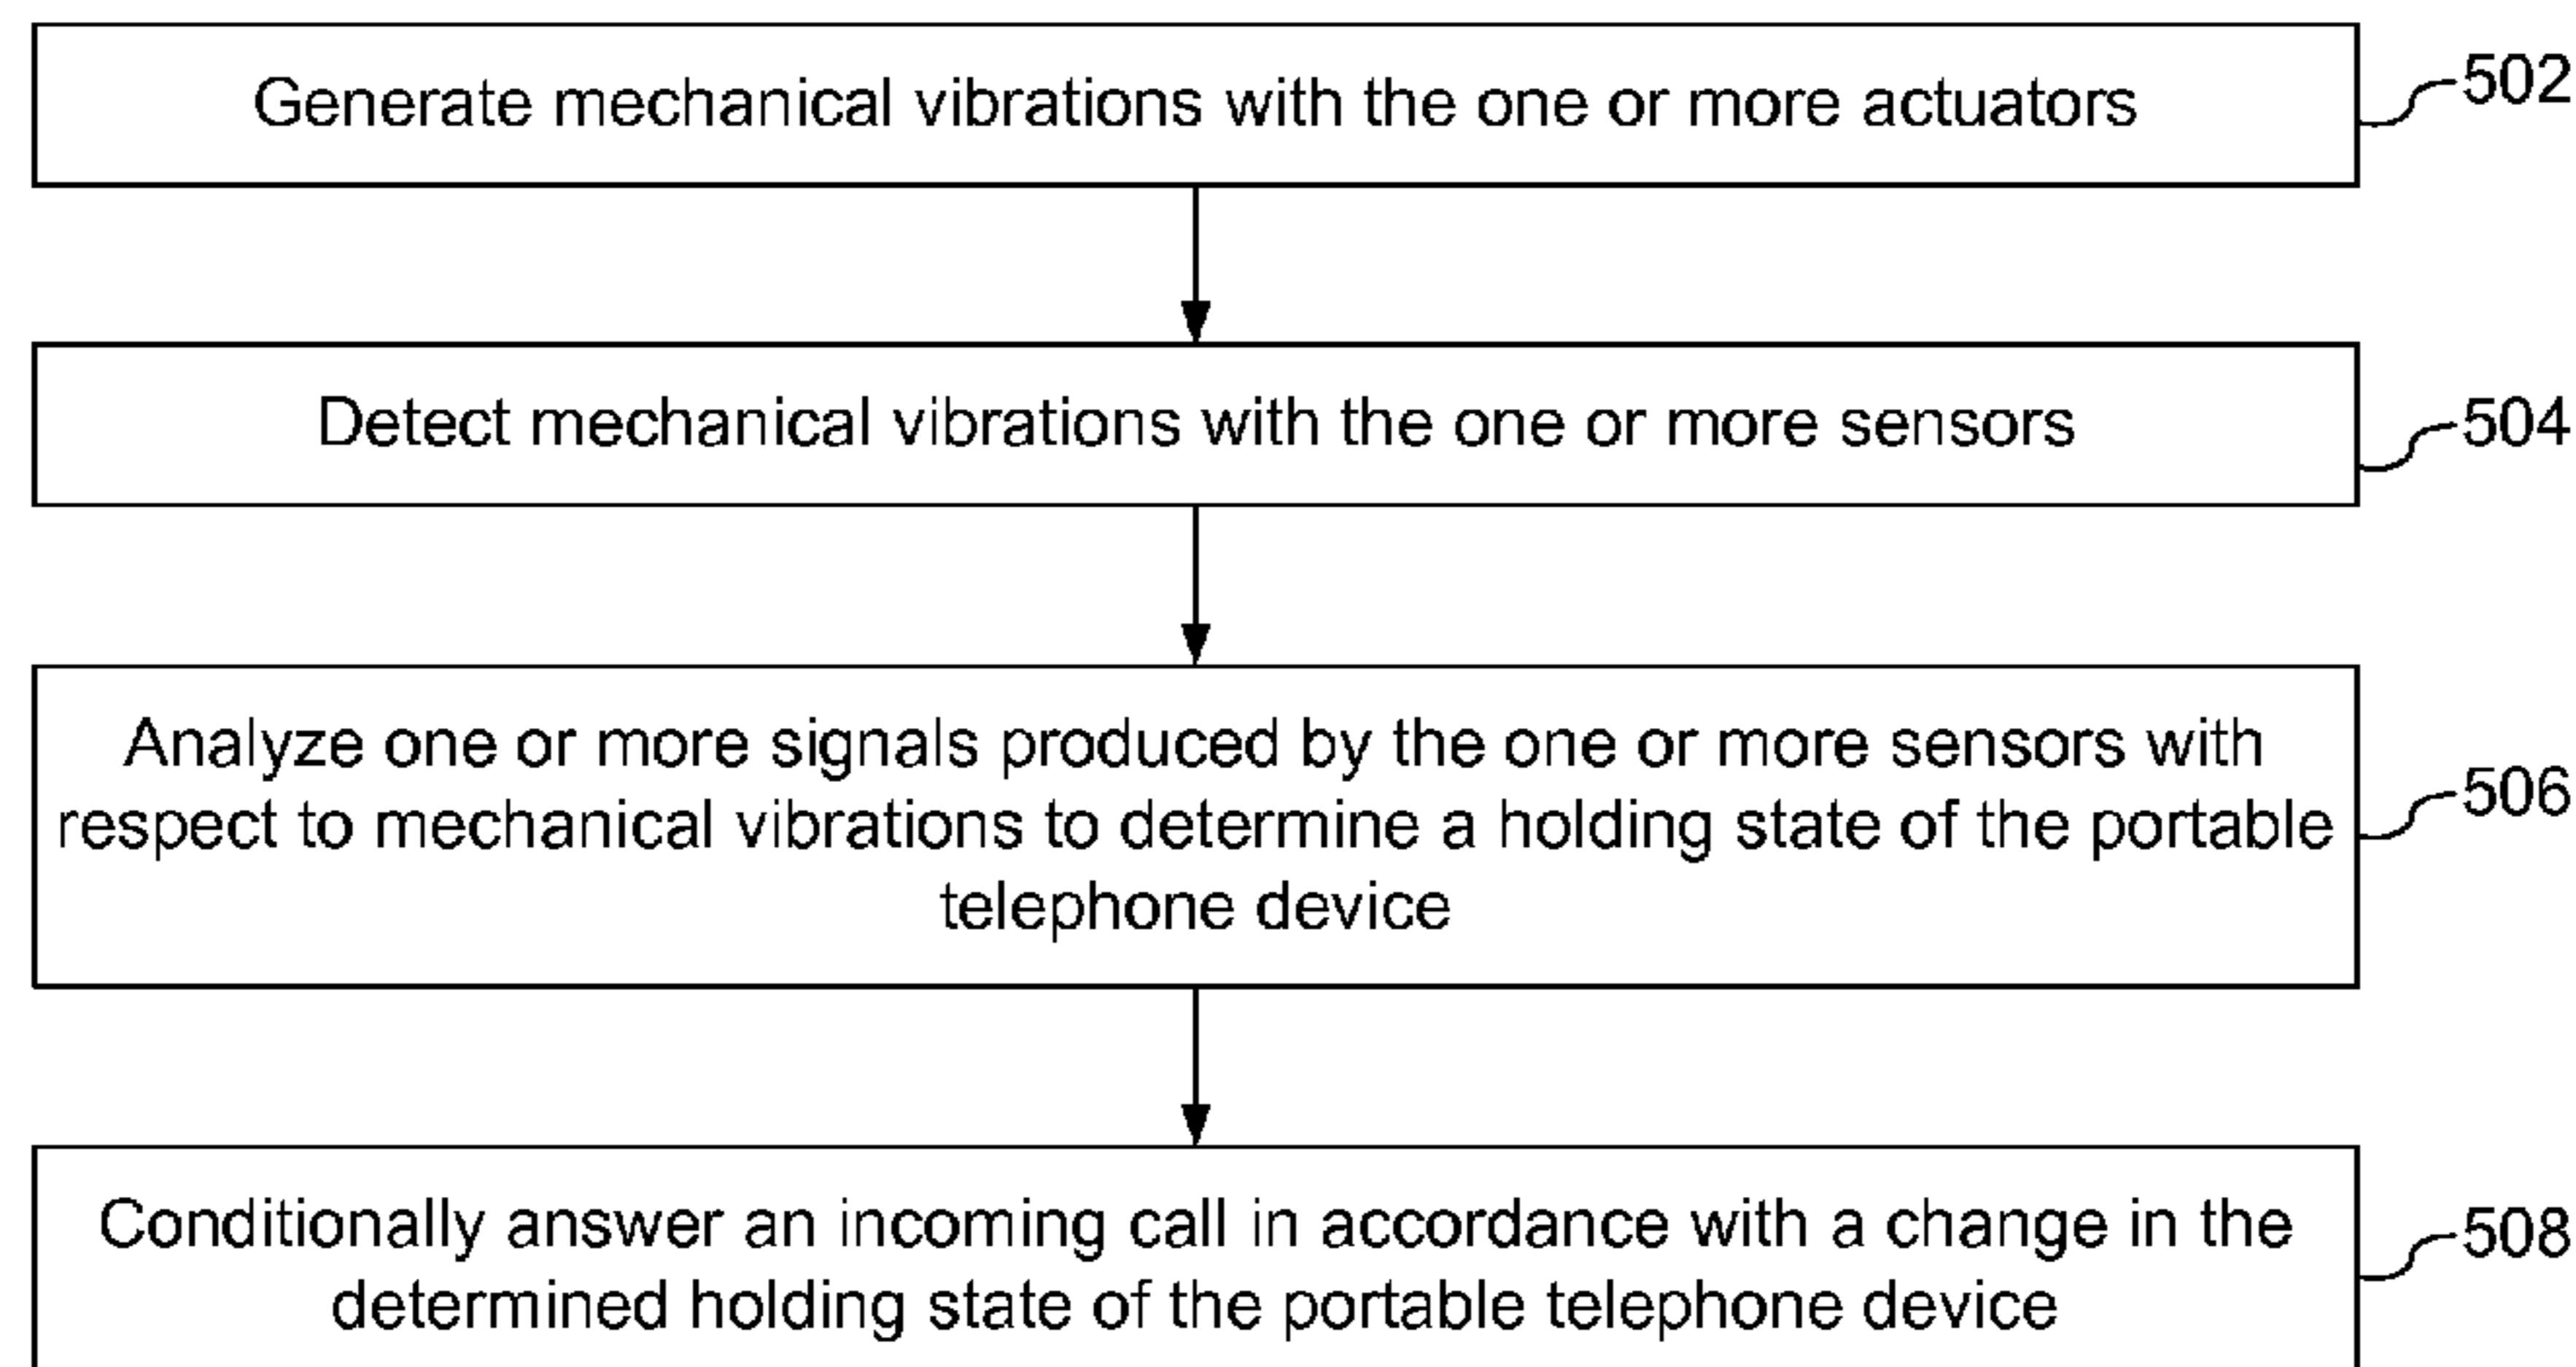 Generate mechanical vibrations with the one or more actuators
502
Detect mechanical vibrations with the one or more sensors
504
Analyze one or more signals produced by the one or more sensors with
respect to mechanical vibrations to determine a holding state of the portable
telephone device
506
Conditionally answer an incoming call in accordance with a change in the
determined holding state of the portable telephone device
508